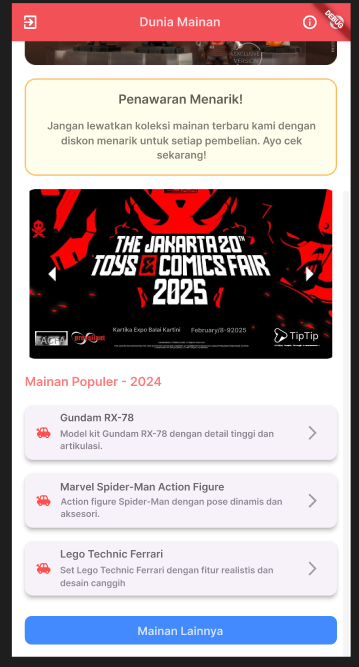 Dunia Mainan
DEBUG
EXCLUSIVE
VERSION
Penawaran Menarik!
Jangan lewatkan koleksi mainan terbaru kami dengan
diskon menarik untuk setiap pembelian. Ayo cek
sekarang!
THE JAKARTA 20TH
TOYS & COMICS FAIR
2025
Kartika Expo Balai Kartini
February/8-92025
TipTip
Mainan Populer - 2024
Gundam RX-78
Model kit Gundam RX-78 dengan detail tinggi dan
artikulasi.
Marvel Spider-Man Action Figure
Action figure Spider-Man dengan pose dinamis dan
aksesori.
Lego Technic Ferrari
Set Lego Technic Ferrari dengan fitur realistis dan
desain canggih
Mainan Lainnya